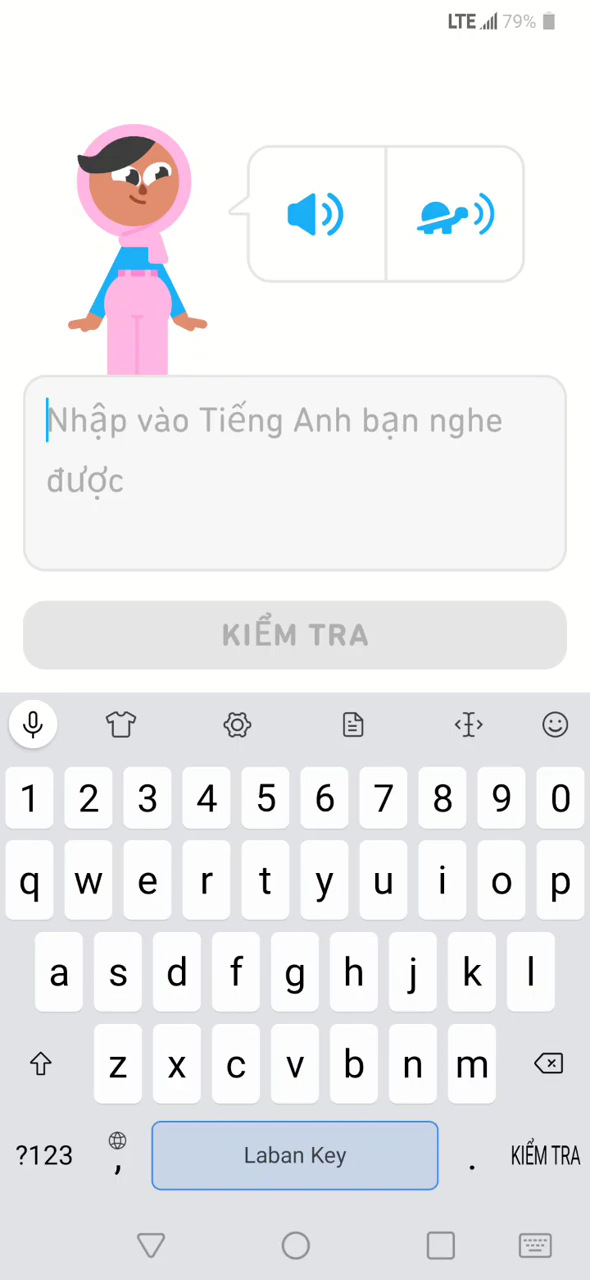 LTE 79%
Nhập vào Tiếng Anh bạn nghe
được
KIỂM TRA
1 2 3 4 5 6 7 8 9 0
q w e r t y u i o p
a s d f g h j k l
z x c v b n m
?123 , Laban Key . KIỂM TRA